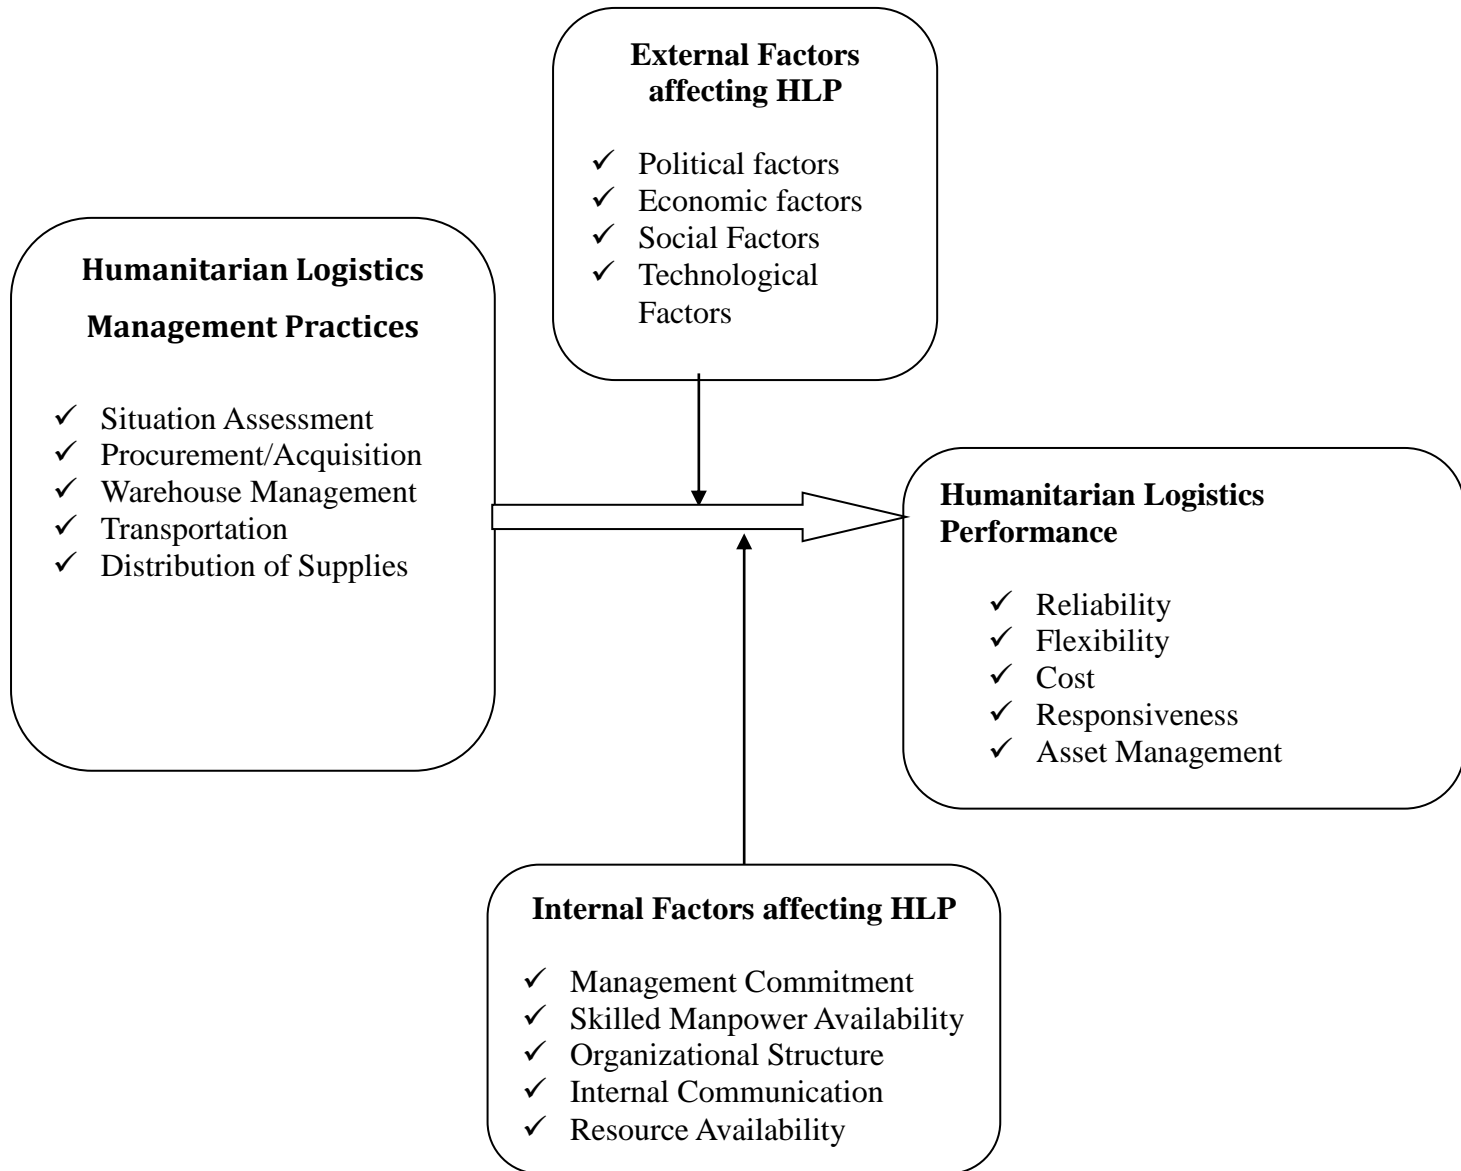 External Factors
affecting HLP
✓ Political factors
✓ Economic factors
✓ Social Factors
✓ Technological
Factors
Humanitarian Logistics
Management Practices
✓ Situation Assessment
✓ Procurement/Acquisition
✓ Warehouse Management
✓ Transportation
✓ Distribution of Supplies
Humanitarian Logistics
Performance
✓ Reliability
✓ Flexibility
✓ Cost
✓ Responsiveness
✓ Asset Management
Internal Factors affecting HLP
✓ Management Commitment
✓ Skilled Manpower Availability
✓ Organizational Structure
✓ Internal Communication
✓ Resource Availability